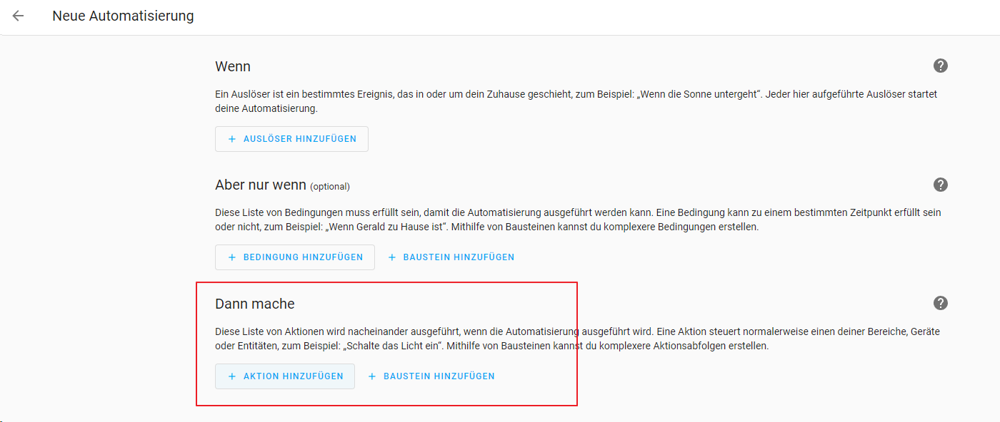 Neue Automatisierung
Wenn
Ein Auslöser ist ein bestimmtes Ereignis, das in oder um dein Zuhause geschieht, zum Beispiel: „Wenn die Sonne untergeht“. Jeder hier aufgeführte Auslöser startet
deine Automatisierung.
+ AUSLÖSER HINZUFÜGEN
Aber nur wenn (optional)
Diese Liste von Bedingungen muss erfüllt sein, damit die Automatisierung ausgeführt werden kann. Eine Bedingung kann zu einem bestimmten Zeitpunkt erfüllt sein
oder nicht, zum Beispiel: „Wenn Gerald zu Hause ist“. Mithilfe von Bausteinen kannst du komplexere Bedingungen erstellen.
+ BEDINGUNG HINZUFÜGEN + BAUSTEIN HINZUFÜGEN
Dann mache
Diese Liste von Aktionen wird nacheinander ausgeführt, wenn die Automatisierung ausgeführt wird. Eine Aktion steuert normalerweise einen deiner Bereiche, Geräte
oder Entitäten, zum Beispiel: „Schalte das Licht ein“. Mithilfe von Bausteinen kannst du komplexere Aktionsabfolgen erstellen.
+ AKTION HINZUFÜGEN + BAUSTEIN HINZUFÜGEN